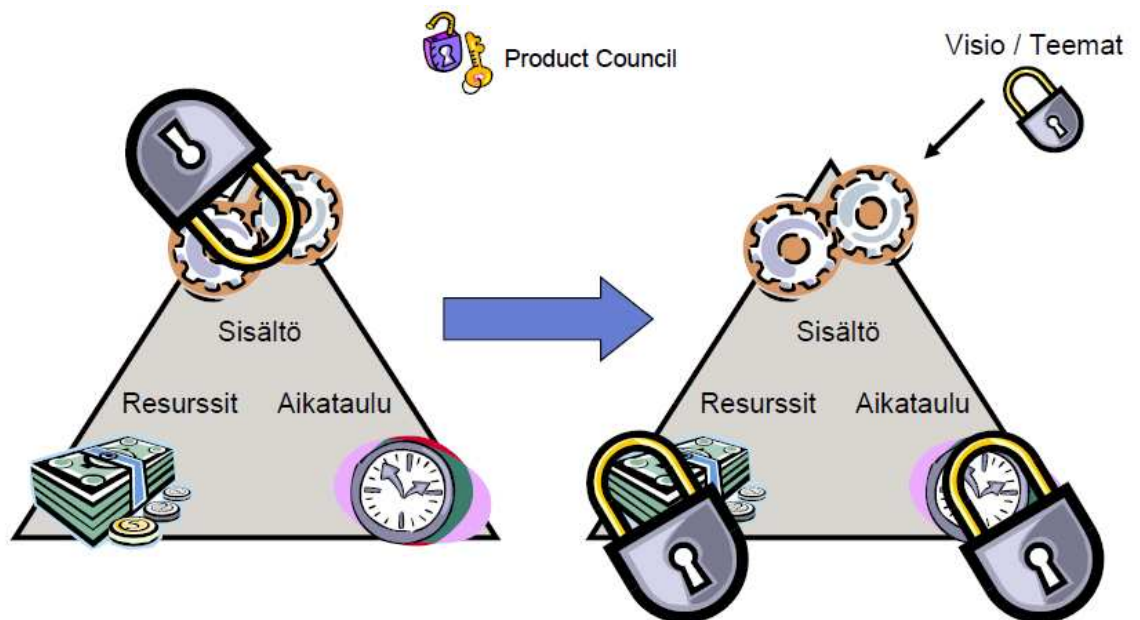 Product Council
Visio / Teemat
Sisältö
Resurssit Aikataulu
Sisältö
Resurssit Aikataulu